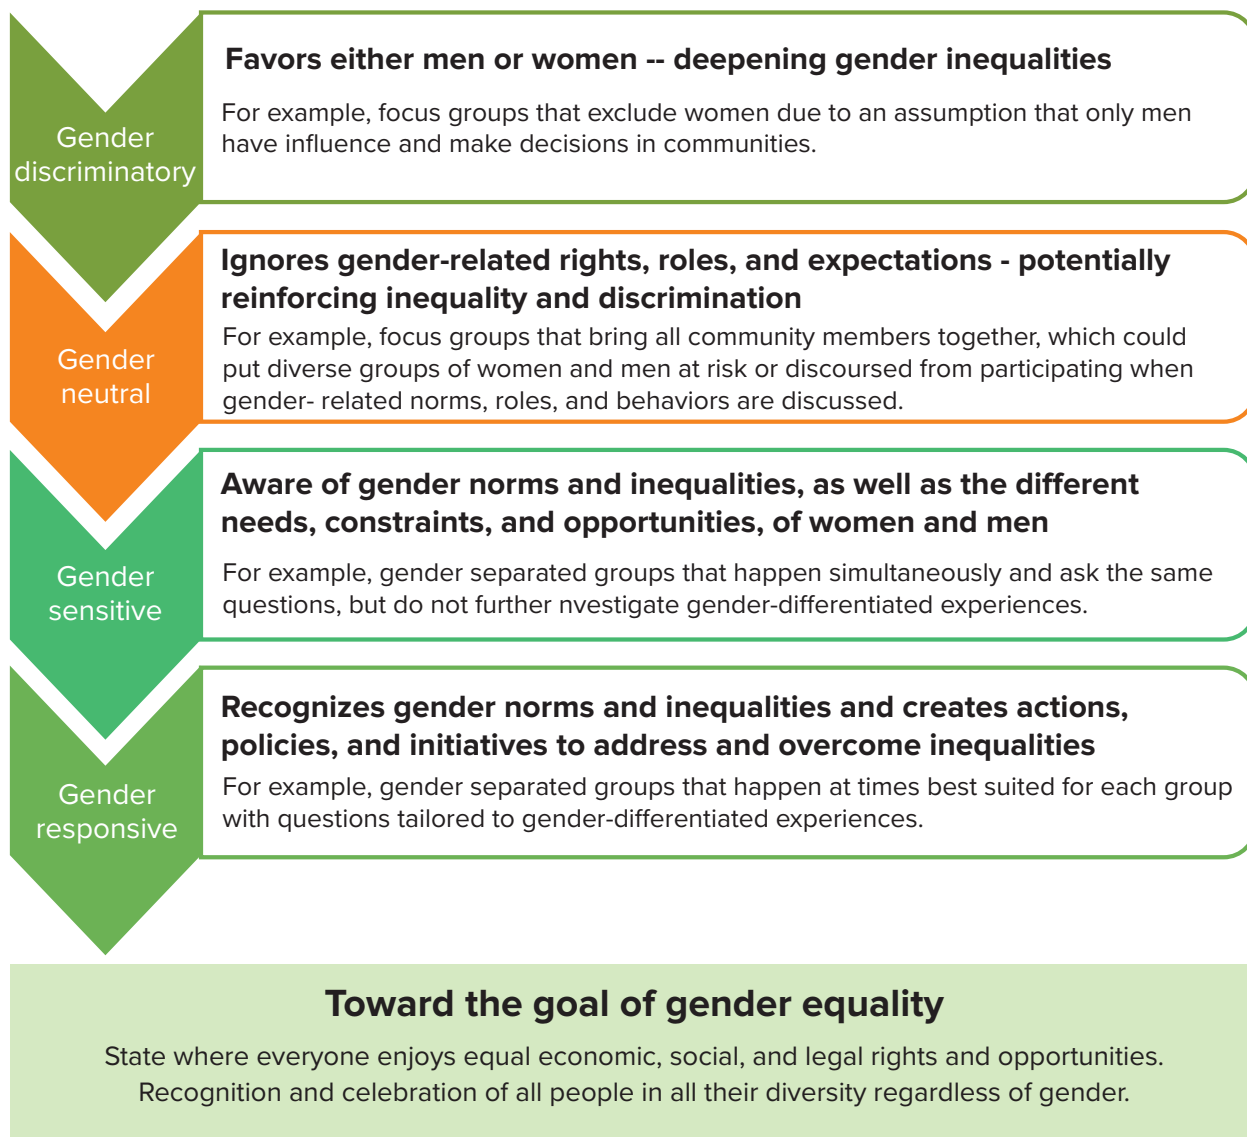 Gender
discriminatory
Favors either men or women -- deepening gender inequalities
For example, focus groups that exclude women due to an assumption that only men
have influence and make decisions in communities.
Gender
neutral
Ignores gender-related rights, roles, and expectations - potentially
reinforcing inequality and discrimination
For example, focus groups that bring all community members together, which could
put diverse groups of women and men at risk or discoursed from participating when
gender- related norms, roles, and behaviors are discussed.
Gender
sensitive
Aware of gender norms and inequalities, as well as the different
needs, constraints, and opportunities, of women and men
For example, gender separated groups that happen simultaneously and ask the same
questions, but do not further nvestigate gender-differentiated experiences.
Gender
responsive
Recognizes gender norms and inequalities and creates actions,
policies, and initiatives to address and overcome inequalities
For example, gender separated groups that happen at times best suited for each group
with questions tailored to gender-differentiated experiences.
Toward the goal of gender equality
State where everyone enjoys equal economic, social, and legal rights and opportunities.
Recognition and celebration of all people in all their diversity regardless of gender.